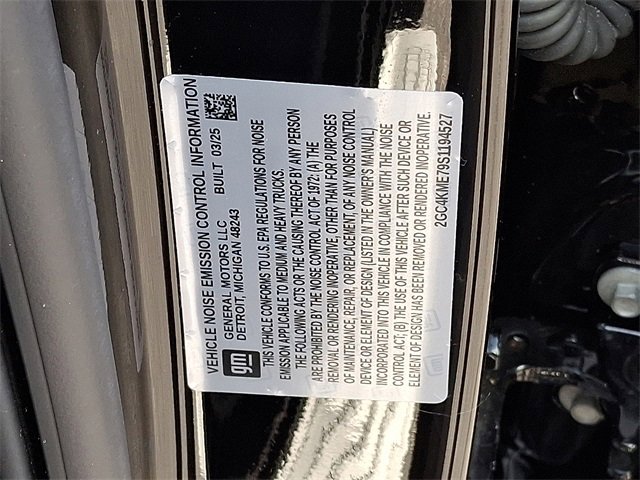 VEHICLE NOISE EMISSION CONTROL INFORMATION
gm
GENERAL MOTORS LLC BUILT 03/25
DETROIT, MICHIGAN 48243
THIS VEHICLE CONFORMS TO U.S. EPA REGULATIONS FOR NOISE
EMISSION APPLICABLE TO MEDIUM AND HEAVY TRUCKS.
THE FOLLOWING ACTS OR THE CAUSING THEREOF BY ANY PERSON
ARE PROHIBITED BY THE NOISE CONTROL ACT OF 1972: (A) THE
REMOVAL OR RENDERING INOPERATIVE, OTHER THAN FOR PURPOSES
OF MAINTENANCE, REPAIR, OR REPLACEMENT, OF ANY NOISE CONTROL
DEVICE OR ELEMENT OF DESIGN (LISTED IN THE OWNER'S MANUAL)
INCORPORATED INTO THIS VEHICLE IN COMPLIANCE WITH THE NOISE
CONTROL ACT, (B) THE USE OF THIS VEHICLE AFTER SUCH DEVICE OR
ELEMENT OF DESIGN HAS BEEN REMOVED OR RENDERED INOPERATIVE.
2GC4KME79S1194527